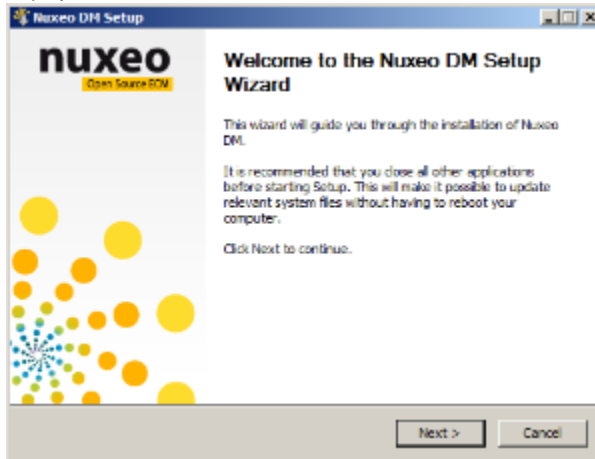 Nuxeo DM Setup
nuxeo
Open Source ECM
Welcome to the Nuxeo DM Setup
Wizard
This wizard will guide you through the installation of Nuxeo
DM.
It is recommended that you close all other applications
before starting Setup. This will make it possible to update
relevant system files without having to reboot your
computer.
Click Next to continue.
Next >
Cancel